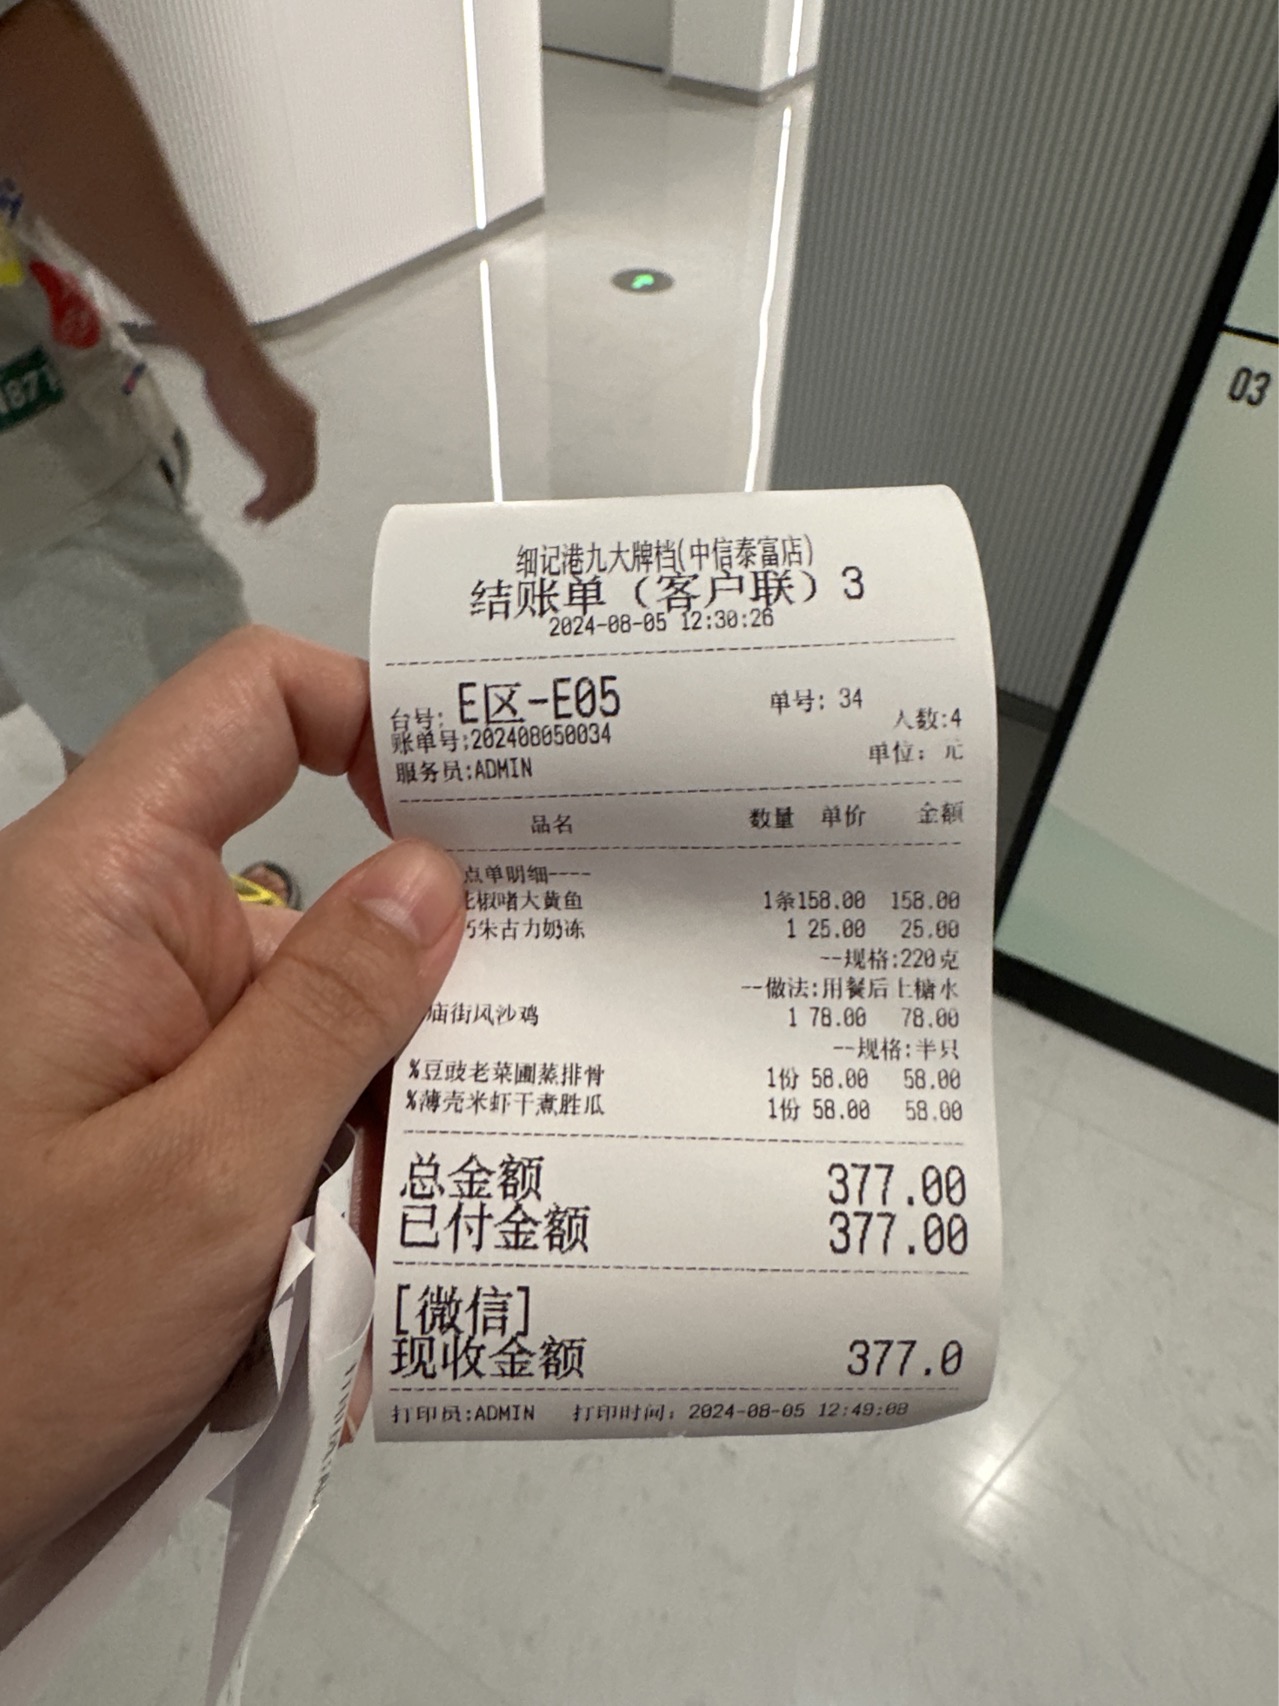 03
细记港九大牌档(中信泰富店)
结账单（客户联）3
2024-08-05 12:30:26
台号: E区-E05 单号: 34
人数:4
账单号:202408050034
单位: 元
服务员:ADMIN
品名 数量 单价 金额
点单明细----
椒啫大黄鱼 1条158.00 158.00
朱古力奶冻 1 25.00 25.00
--规格:220克
--做法:用餐后上糖水
庙街风沙鸡 1 78.00 78.00
--规格:半只
%豆豉老菜圃蒸排骨 1份 58.00 58.00
%薄壳米虾干煮胜瓜 1份 58.00 58.00
总金额 377.00
已付金额 377.00
[微信]
现收金额 377.0
打印员:ADMIN 打印时间: 2024-08-05 12:49:08